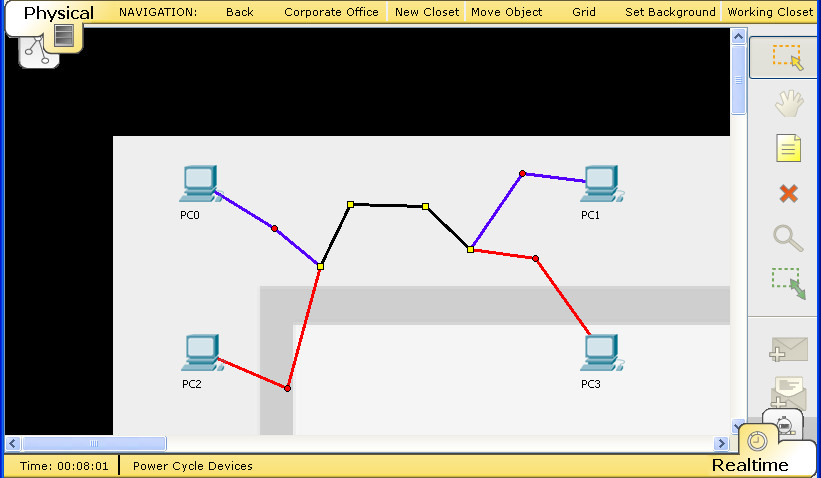 Physical
NAVIGATION: Back Corporate Office New Closet Move Object Grid Set Background Working Closet
PC0
PC1
PC2
PC3
Time: 00:08:01 Power Cycle Devices
Realtime